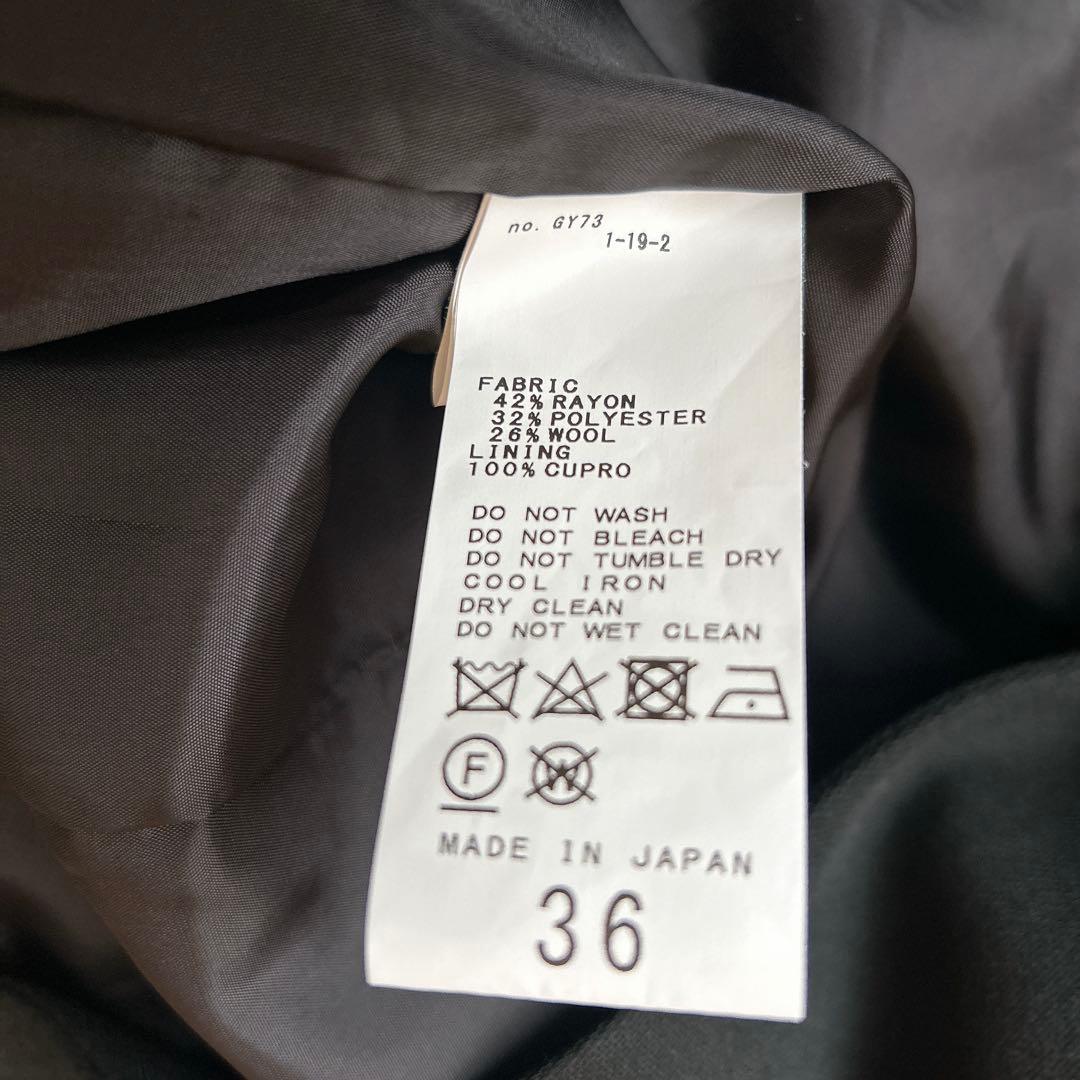 no. GY73
1-19-2
FABRIC
42% RAYON
32% POLYESTER
26% WOOL
LINING
100% CUPRO
DO NOT WASH
DO NOT BLEACH
DO NOT TUMBLE DRY
COOL IRON
DRY CLEAN
DO NOT WET CLEAN
F W
MADE IN JAPAN
36